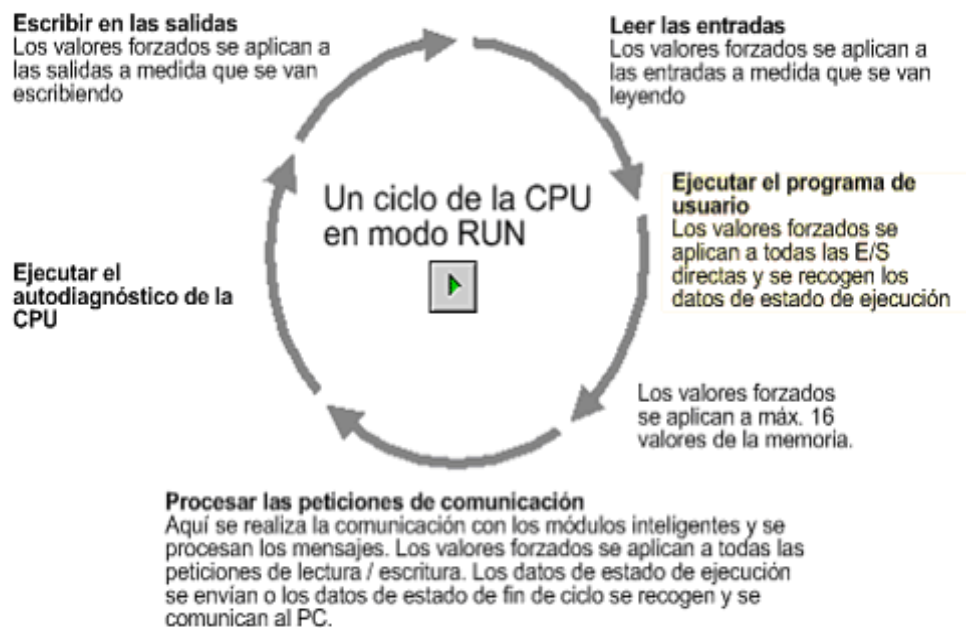 Escribir en las salidas
Los valores forzados se aplican a
las salidas a medida que se van
escribiendo
Leer las entradas
Los valores forzados se aplican a
las entradas a medida que se van
leyendo
Un ciclo de la CPU
en modo RUN
Ejecutar el programa de
usuario
Los valores forzados se
aplican a todas las E/S
directas y se recogen los
datos de estado de ejecución
Ejecutar el
autodiagnóstico de la
CPU
Los valores forzados
se aplican a máx. 16
valores de la memoria.
Procesar las peticiones de comunicación
Aquí se realiza la comunicación con los módulos inteligentes y se
procesan los mensajes. Los valores forzados se aplican a todas las
peticiones de lectura / escritura. Los datos de estado de ejecución
se envían o los datos de estado de fin de ciclo se recogen y se
comunican al PC.